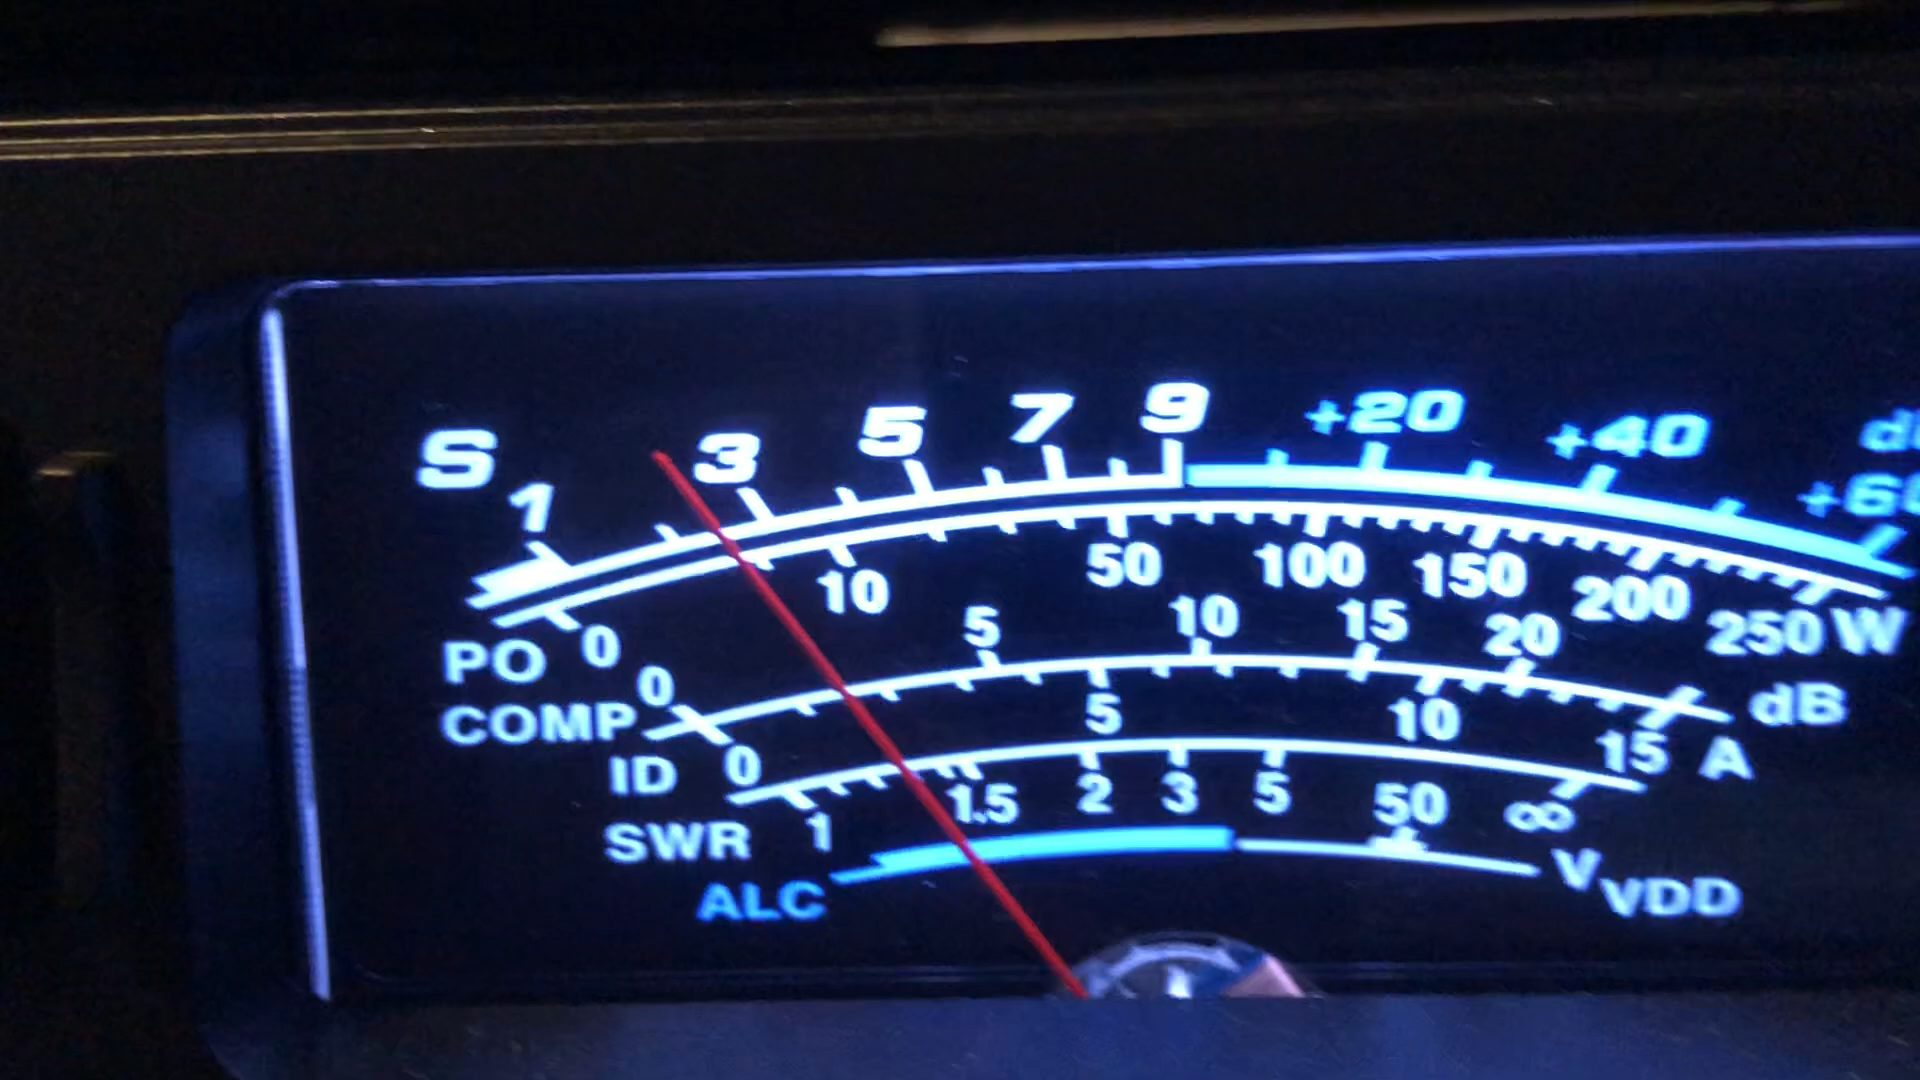 S 1 3 5 7 9 +20 +40 +60
PO 0 10 50 100 150 200 250 W
COMP 0 5 10 15 20 dB
ID 0 5 10 15 A
SWR 1 1.5 2 3 5 50 ∞
ALC V VDD